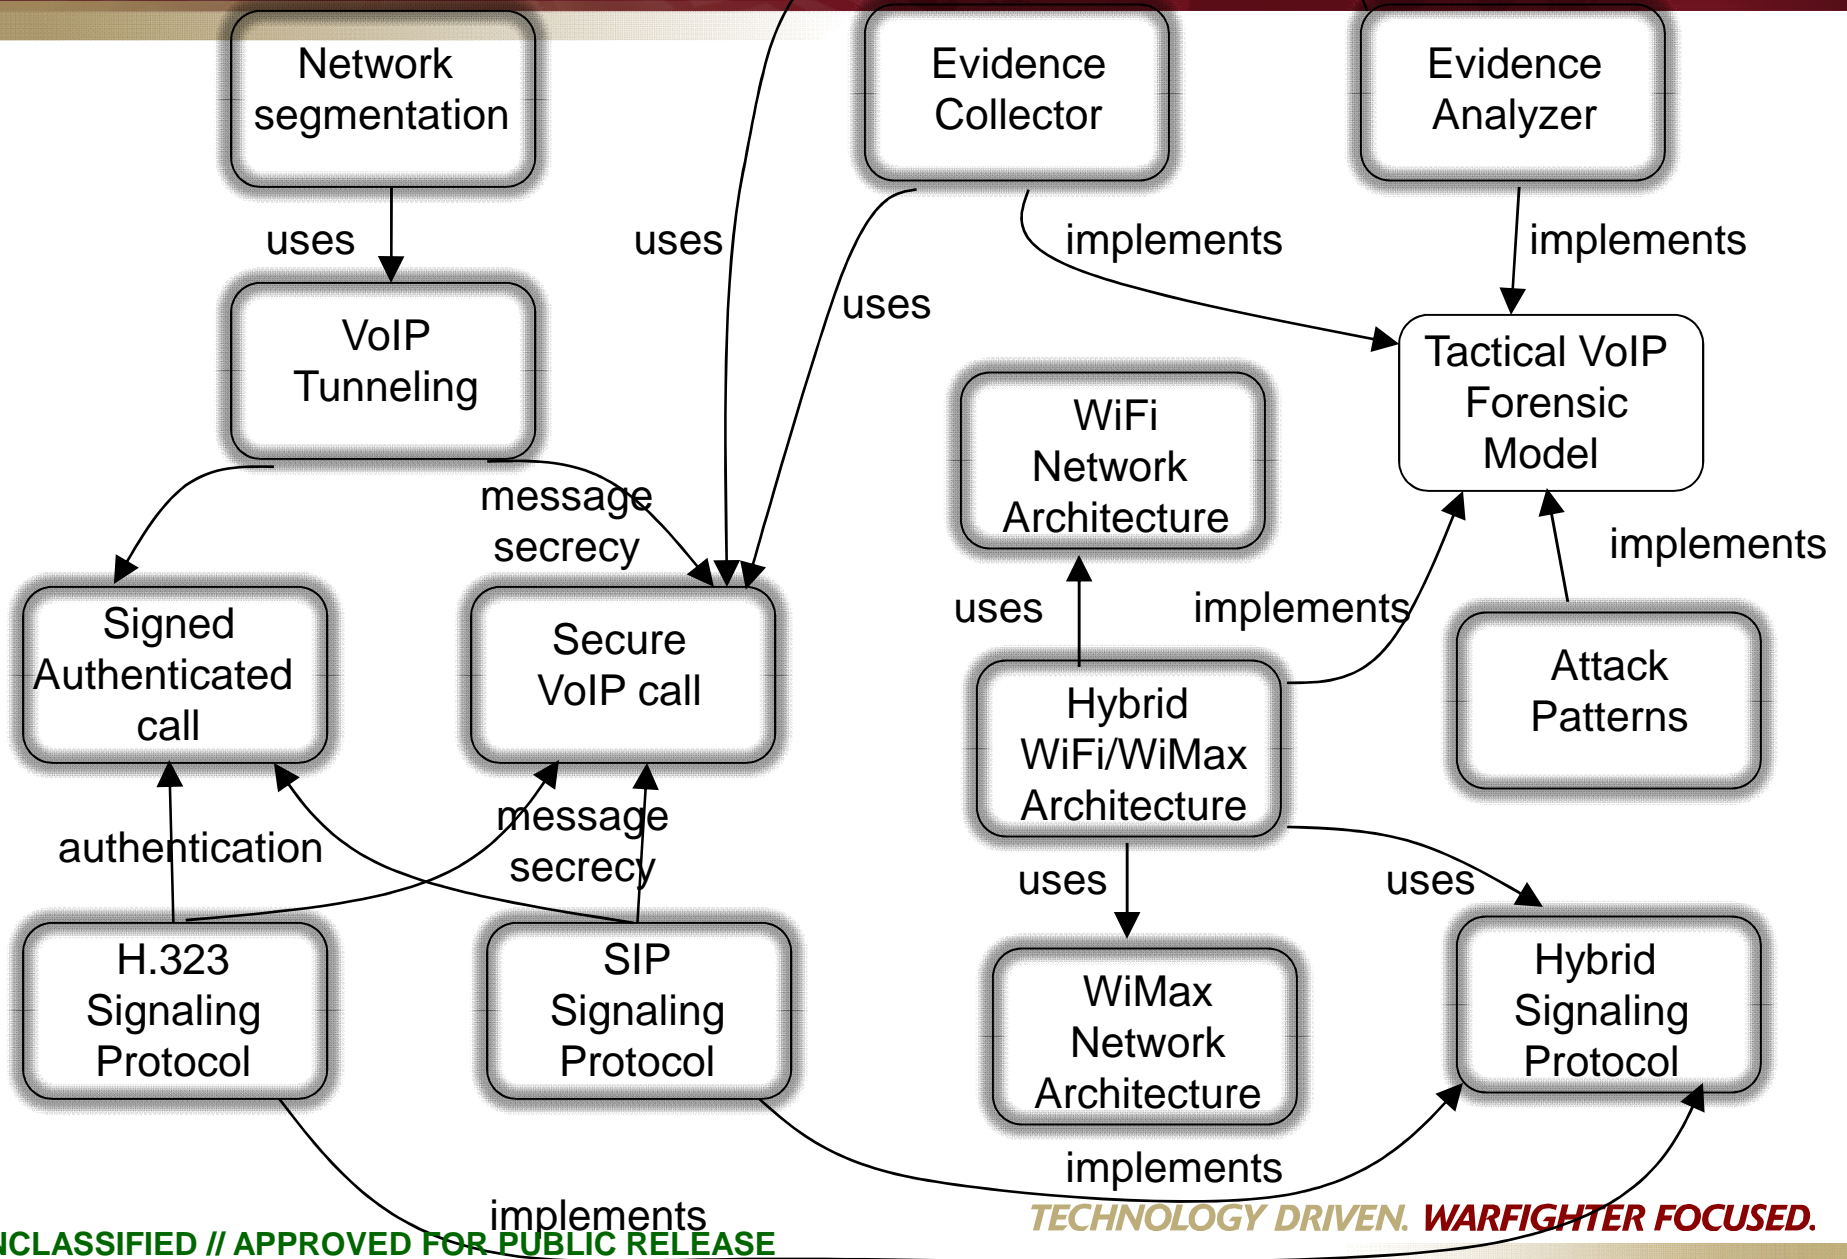 Network
segmentation
Evidence
Collector
Evidence
Analyzer
uses
uses
implements
implements
uses
VoIP
Tunneling
Tactical VoIP
Forensic
Model
WiFi
Network
Architecture
message
secrecy
implements
uses
implements
Signed
Authenticated
call
Secure
VoIP call
Hybrid
WiFi/WiMax
Architecture
Attack
Patterns
authentication
message
secrecy
uses
uses
H.323
Signaling
Protocol
SIP
Signaling
Protocol
WiMax
Network
Architecture
Hybrid
Signaling
Protocol
implements
implements
TECHNOLOGY DRIVEN. WARFIGHTER FOCUSED.
NCLASSIFIED // APPROVED FOR PUBLIC RELEASE